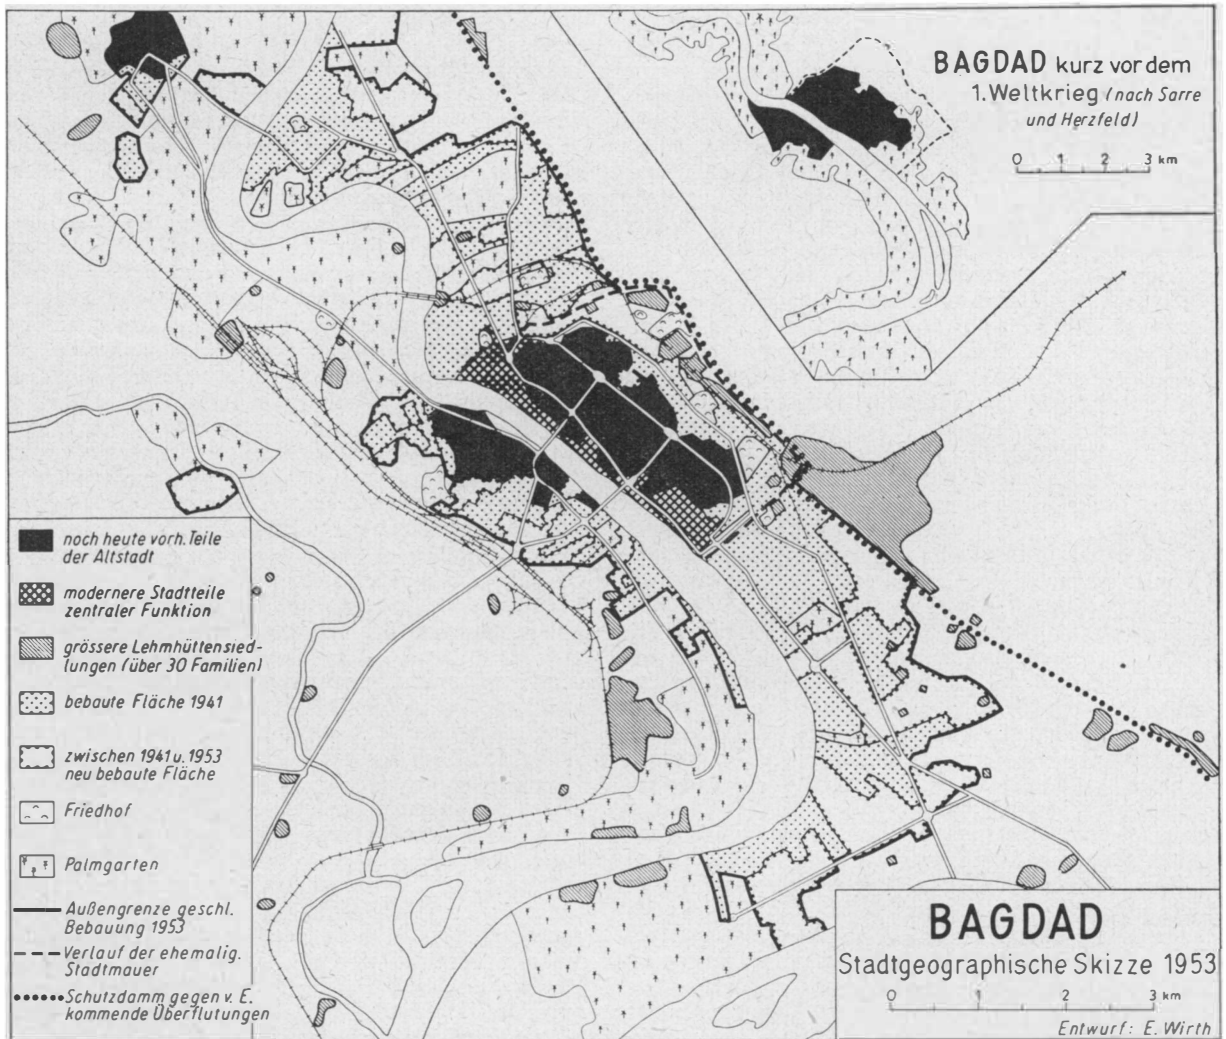 BAGDAD kurz vor dem
1. Weltkrieg (nach Sarre
und Herzfeld)
0 1 2 3 km
noch heute vorh. Teile
der Altstadt
modernere Stadtteile
zentraler Funktion
grössere Lehmhüttensied-
lungen (über 30 Familien)
bebaute Fläche 1941
zwischen 1941 u. 1953
neu bebaute Fläche
Friedhof
Palmgarten
Außengrenze geschl.
Bebauung 1953
Verlauf der ehemalig.
Stadtmauer
Schutzdamm gegen v. E.
kommende Überflutungen
BAGDAD
Stadtgeographische Skizze 1953
0 1 2 3 km
Entwurf: E. Wirth